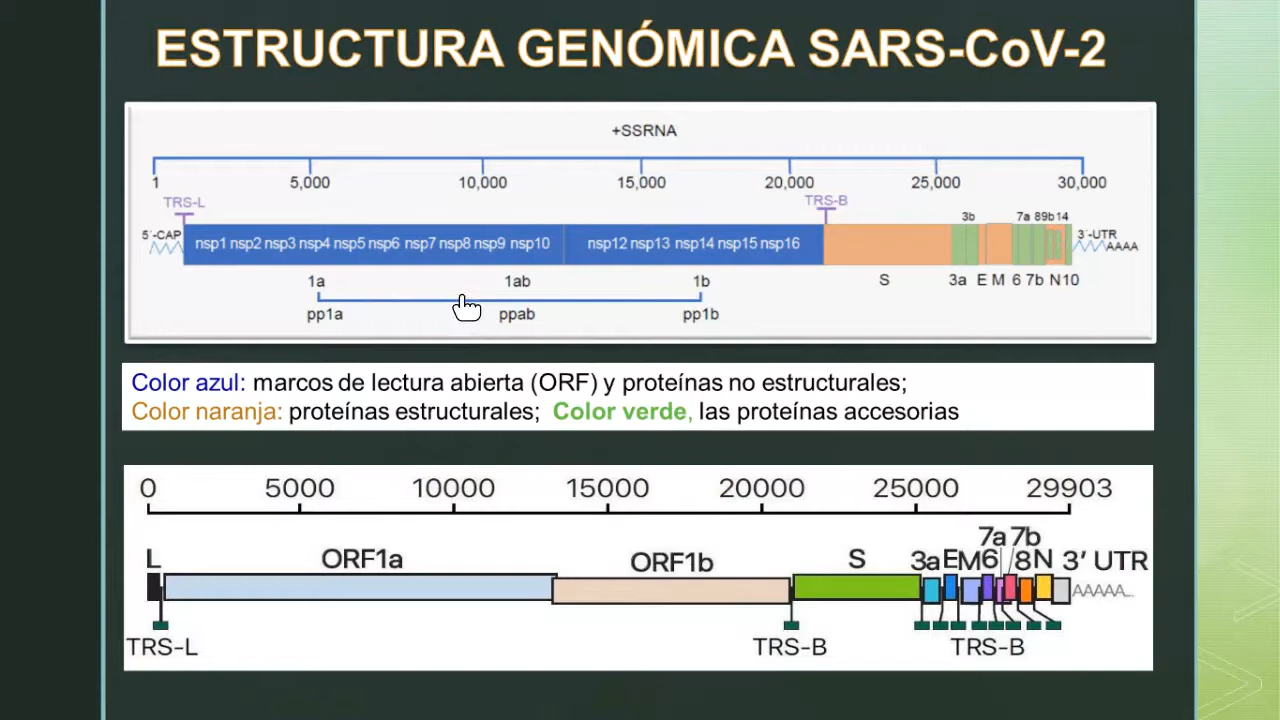 ESTRUCTURA GENÓMICA SARS-CoV-2
+SSRNA
1 5,000 10,000 15,000 20,000 25,000 30,000
TRS-L TRS-B
3b 7a 89b14
5´-CAP nsp1 nsp2 nsp3 nsp4 nsp5 nsp6 nsp7 nsp8 nsp9 nsp10 nsp12 nsp13 nsp14 nsp15 nsp16 3´-UTR
AAAA
1a 1ab 1b S 3a E M 6 7b N10
pp1a ppab pp1b
Color azul: marcos de lectura abierta (ORF) y proteínas no estructurales;
Color naranja: proteínas estructurales; Color verde, las proteínas accesorias
0 5000 10000 15000 20000 25000 29903
7a 7b
L ORF1a ORF1b S 3a E M 6 8 N 3’ UTR
AAAAA...
TRS-L TRS-B TRS-B